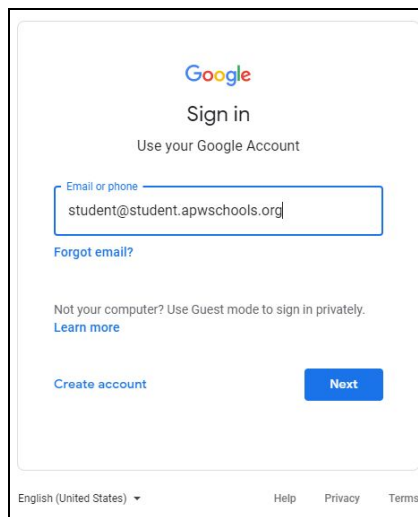 Google
Sign in
Use your Google Account
Email or phone
student@student.apwschools.org
Forgot email?
Not your computer? Use Guest mode to sign in privately.
Learn more
Create account
Next
English (United States)
Help
Privacy
Terms